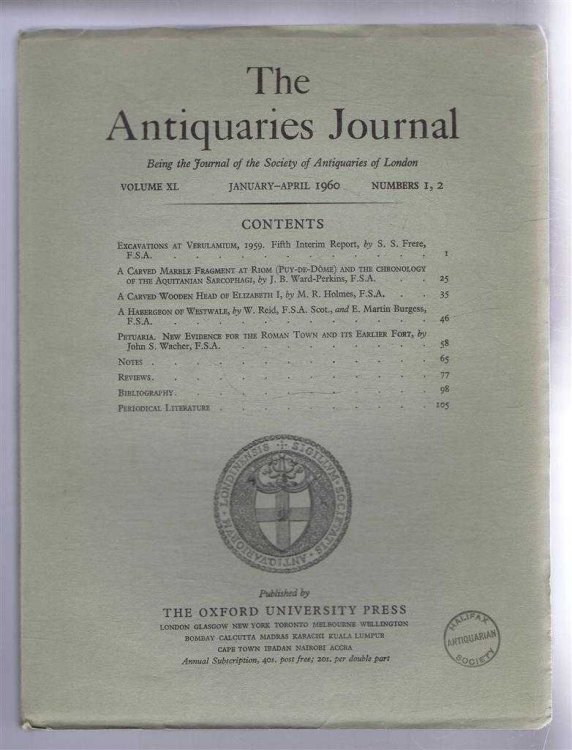 The
Antiquaries Journal
Being the Journal of the Society of Antiquaries of London
VOLUME XL JANUARY–APRIL 1960 NUMBERS 1, 2
CONTENTS
EXCAVATIONS AT VERULAMIUM, 1959. Fifth Interim Report, by S. S. Frere,
F.S.A. . . . . . . . . . . . 1
A CARVED MARBLE FRAGMENT AT RIOM (PUY-DE-DÔME) AND THE CHRONOLOGY
OF THE AQUITANIAN SARCOPHAGI, by J. B. Ward-Perkins, F.S.A. . . . 25
A CARVED WOODEN HEAD OF ELIZABETH I, by M. R. Holmes, F.S.A. . . 35
A HABERGEON OF WESTWALE, by W. Reid, F.S.A. Scot., and E. Martin Burgess,
F.S.A. . . . . . . . . . . . 46
PETUARIA. NEW EVIDENCE FOR THE ROMAN TOWN AND ITS EARLIER FORT, by
John S. Wacher, F.S.A. . . . . . . . . 58
NOTES . . . . . . . . . . . 65
REVIEWS. . . . . . . . . . . 77
BIBLIOGRAPHY. . . . . . . . . . 98
PERIODICAL LITERATURE . . . . . . . . 105
SIGILLVM · SOCIETATIS · ANTIQVARIORVM · LONDINENSIS
Published by
THE OXFORD UNIVERSITY PRESS
LONDON GLASGOW NEW YORK TORONTO MELBOURNE WELLINGTON
BOMBAY CALCUTTA MADRAS KARACHI KUALA LUMPUR
CAPE TOWN IBADAN NAIROBI ACCRA
Annual Subscription, 40s. post free; 20s. per double part
HALIFAX
ANTIQUARIAN
SOCIETY